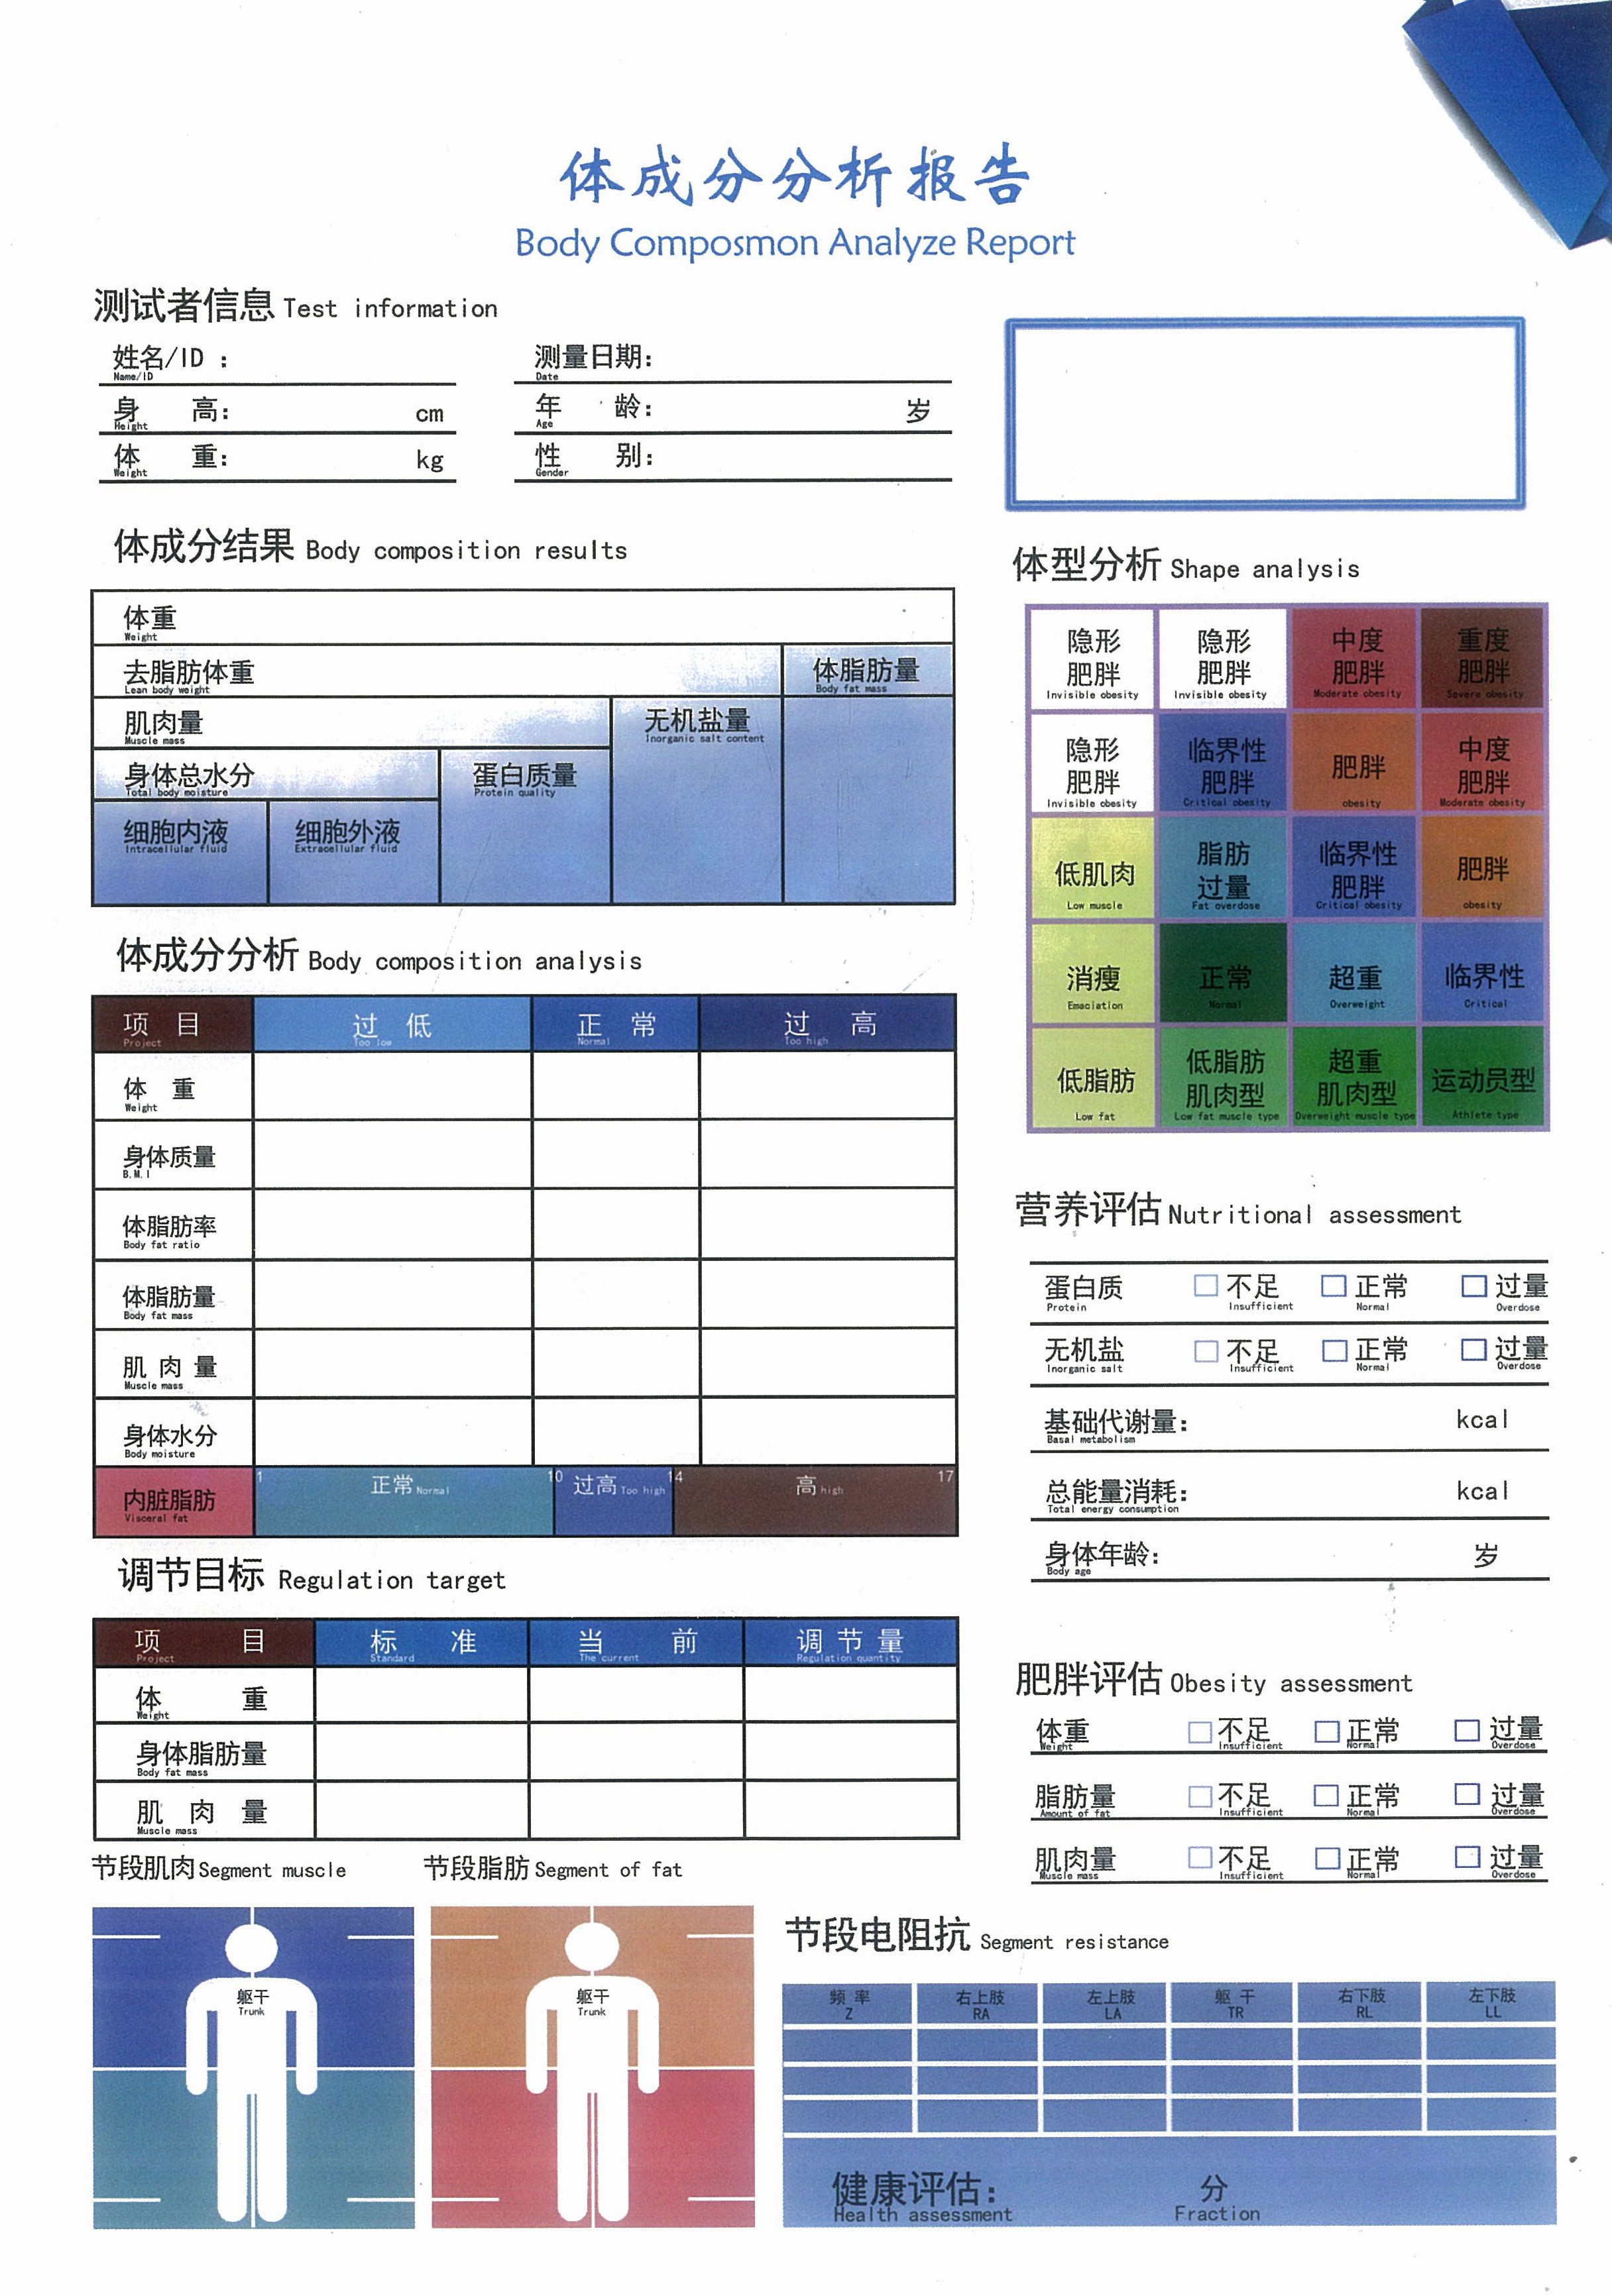 体成分分析报告
Body Composmon Analyze Report
测试者信息 Test information
姓名/ID： 测量日期：
Name/ID Date
身 高： cm 年 龄： 岁
Height Age
体 重： kg 性 别：
Weight Gender
体成分结果 Body composition results
体重
Weight
去脂肪体重 体脂肪量
Lean body weight Body fat mass
肌肉量 无机盐量
Muscle mass Inorganic salt content
身体总水分 蛋白质量
Total body moisture Protein quality
细胞内液 细胞外液
Intracellular fluid Extracellular fluid
体型分析 Shape analysis
隐形 隐形 中度 重度
肥胖 肥胖 肥胖 肥胖
Invisible obesity Invisible obesity Moderate obesity Severe obesity
隐形 临界性 肥胖 中度
肥胖 肥胖 肥胖
Invisible obesity Critical obesity obesity Moderate obesity
低肌肉 脂肪 临界性 肥胖
过量 肥胖
Low muscle Fat overdose Critical obesity obesity
消瘦 正常 超重 临界性
Emaciation Normal Overweight Critical
低脂肪 低脂肪 超重 运动员型
肌肉型 肌肉型
Low fat Low fat muscle type Overweight muscle type Athlete type
体成分分析 Body composition analysis
项 目 过 低 正 常 过 高
Project Too low Normal Too high
体 重
Weight
身体质量
B.M.I
体脂肪率
Body fat ratio
体脂肪量
Body fat mass
肌 肉 量
Muscle mass
身体水分
Body moisture
内脏脂肪 1 正常 Normal 10 过高 Too high 14 高 high 17
Visceral fat
营养评估 Nutritional assessment
蛋白质 □不足 □正常 □过量
Protein Insufficient Normal Overdose
无机盐 □不足 □正常 □过量
Inorganic salt Insufficient Normal Overdose
基础代谢量： kcal
Basal metabolism
总能量消耗： kcal
Total energy consumption
身体年龄： 岁
Body age
调节目标 Regulation target
项 目 标 准 当 前 调 节 量
Project Standard The current Regulation quantity
体 重
Weight
身体脂肪量
Body fat mass
肌 肉 量
Muscle mass
肥胖评估 Obesity assessment
体重 □不足 □正常 □过量
Weight Insufficient Normal Overdose
脂肪量 □不足 □正常 □过量
Amount of fat Insufficient Normal Overdose
肌肉量 □不足 □正常 □过量
Muscle mass Insufficient Normal Overdose
节段肌肉 Segment muscle 节段脂肪 Segment of fat
躯干 躯干
Trunk Trunk
节段电阻抗 Segment resistance
频 率 右上肢 左上肢 躯 干 右下肢 左下肢
Z RA LA TR RL LL
健康评估： 分
Health assessment Fraction